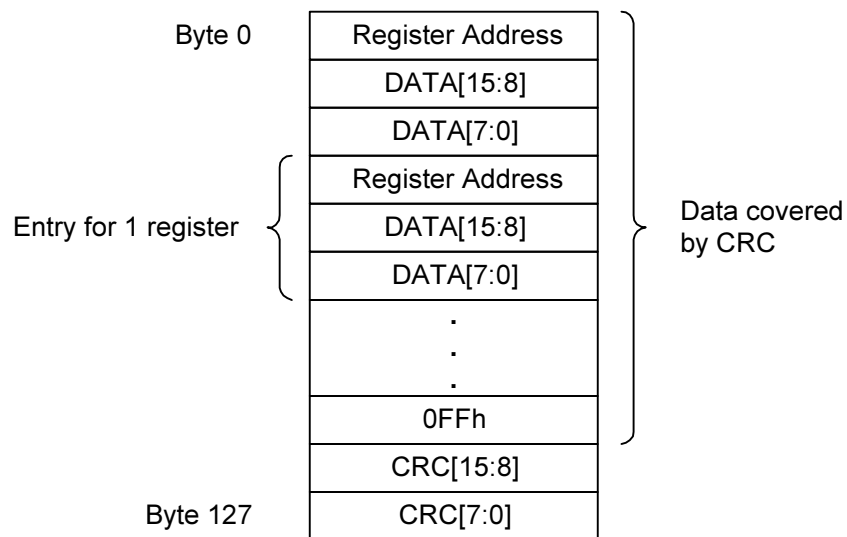 Byte 0
Register Address
DATA[15:8]
DATA[7:0]
Register Address
Entry for 1 register
DATA[15:8]
Data covered
by CRC
DATA[7:0]
.
.
.
0FFh
CRC[15:8]
Byte 127
CRC[7:0]